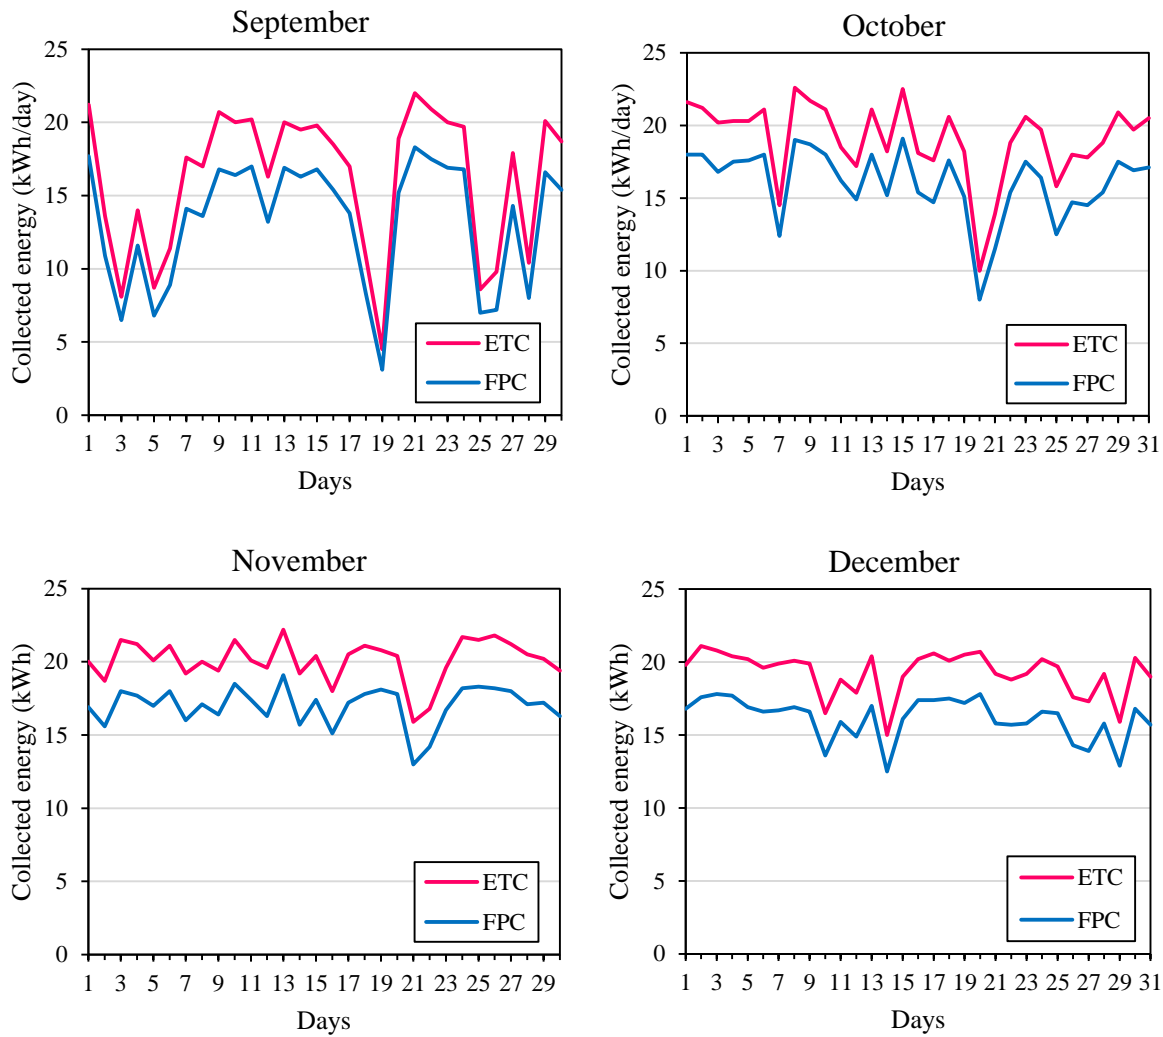 September
Collected energy (kWh/day)
25
20
15
10
5
0
1 3 5 7 9 11 13 15 17 19 21 23 25 27 29
Days
ETC
FPC
October
Collected energy (kWh/day)
25
20
15
10
5
0
1 3 5 7 9 11 13 15 17 19 21 23 25 27 29 31
Days
ETC
FPC
November
Collected energy (kWh)
25
20
15
10
5
0
1 3 5 7 9 11 13 15 17 19 21 23 25 27 29
Days
ETC
FPC
December
Collected energy (kWh)
25
20
15
10
5
0
1 3 5 7 9 11 13 15 17 19 21 23 25 27 29 31
Days
ETC
FPC